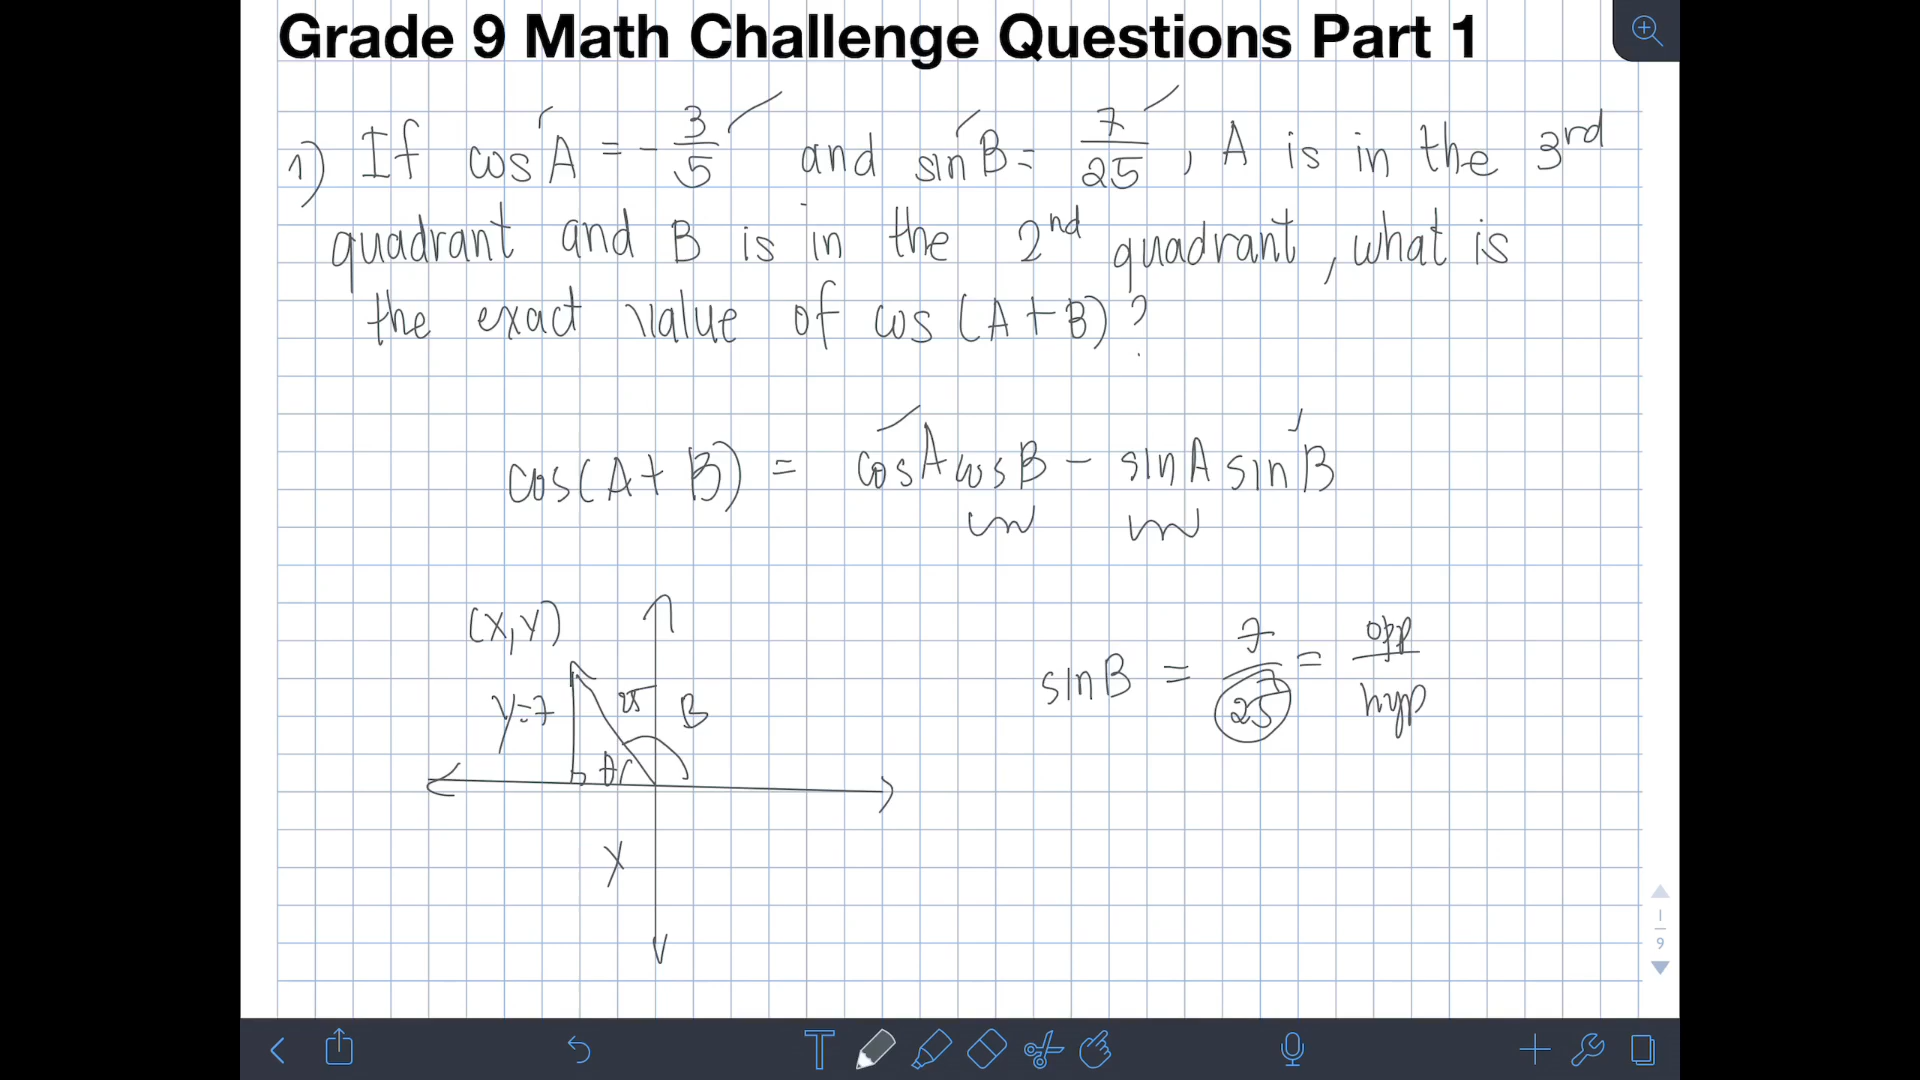 Grade 9 Math Challenge Questions Part 1
1) If cos A = - 3/5 and sin B = 7/25 , A is in the 3rd
quadrant and B is in the 2nd quadrant , what is
the exact value of cos (A + B) ?
cos(A + B) = cos A cos B - sin A sin B
(x, y)
y = 7
25
B
θ
x
sin B = 7/25 = opp/hyp
1
9
T